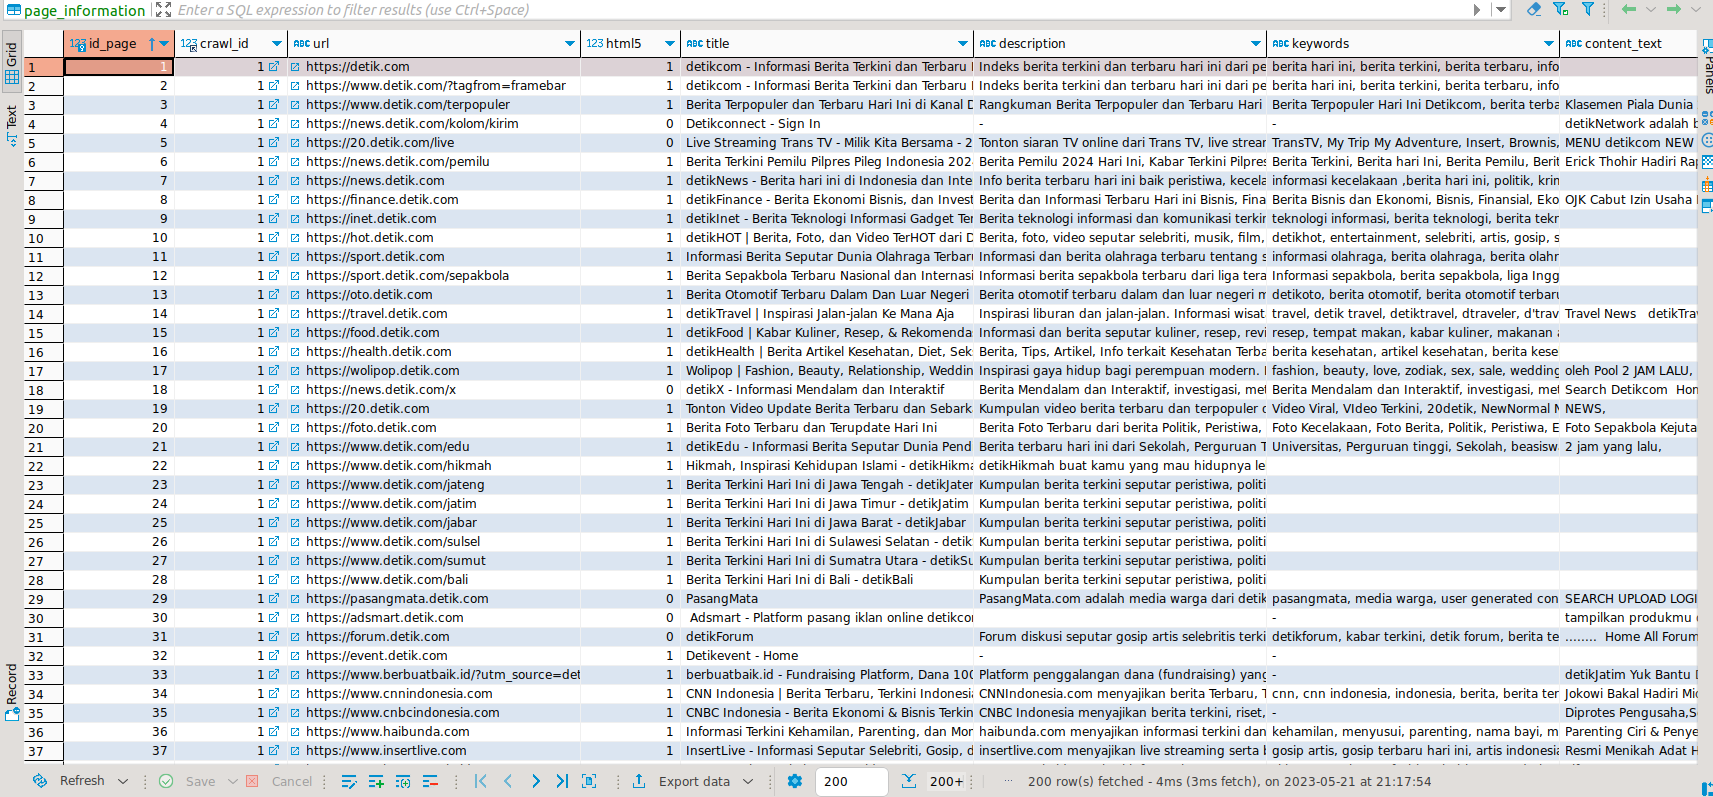 page_information Enter a SQL expression to filter results (use Ctrl+Space)
id_page crawl_id url html5 title description keywords content_text
1 1 1 https://detik.com 1 detikcom - Informasi Berita Terkini dan Terbaru Indeks berita terkini dan terbaru hari ini dari pe berita hari ini, berita terkini, berita terbaru, info
2 2 1 https://www.detik.com/?tagfrom=framebar 1 detikcom - Informasi Berita Terkini dan Terbaru Indeks berita terkini dan terbaru hari ini dari pe berita hari ini, berita terkini, berita terbaru, info
3 3 1 https://www.detik.com/terpopuler 1 Berita Terpopuler dan Terbaru Hari Ini di Kanal D Rangkuman Berita Terpopuler dan Terbaru Hari Berita Terpopuler Hari Ini Detikcom, berita terba Klasemen Piala Dunia
4 4 1 https://news.detik.com/kolom/kirim 0 Detikconnect - Sign In - - detikNetwork adalah b
5 5 1 https://20.detik.com/live 0 Live Streaming Trans TV - Milik Kita Bersama - 2 Tonton siaran TV online dari Trans TV, live strear TransTV, My Trip My Adventure, Insert, Brownis, MENU detikcom NEW
6 6 1 https://news.detik.com/pemilu 1 Berita Terkini Pemilu Pilpres Pileg Indonesia 202 Berita Pemilu 2024 Hari Ini, Kabar Terkini Pilpres Berita Terkini, Berita hari Ini, Berita Pemilu, Berit Erick Thohir Hadiri Ra
7 7 1 https://news.detik.com 1 detikNews - Berita hari ini di Indonesia dan Inte Info berita terbaru hari ini baik peristiwa, kecela informasi kecelakaan ,berita hari ini, politik, krin
8 8 1 https://finance.detik.com 1 detikFinance - Berita Ekonomi Bisnis, dan Invest Berita dan Informasi Terbaru Hari ini Bisnis, Fina Berita Bisnis dan Ekonomi, Bisnis, Finansial, Eko OJK Cabut Izin Usaha
9 9 1 https://inet.detik.com 1 detikInet - Berita Teknologi Informasi Gadget Ter Berita teknologi informasi dan komunikasi terkir teknologi informasi, berita teknologi, berita tekr
10 10 1 https://hot.detik.com 1 detikHOT | Berita, Foto, dan Video TerHOT dari D Berita, foto, video seputar selebriti, musik, film, detikhot, entertainment, selebriti, artis, gosip, s
11 11 1 https://sport.detik.com 1 Informasi Berita Seputar Dunia Olahraga Terbaru Informasi dan berita olahraga terbaru tentang s informasi olahraga, berita olahraga, berita olahr
12 12 1 https://sport.detik.com/sepakbola 1 Berita Sepakbola Terbaru Nasional dan Internasi Informasi berita sepakbola terbaru dari liga tera Informasi sepakbola, berita sepakbola, liga Ingg
13 13 1 https://oto.detik.com 1 Berita Otomotif Terbaru Dalam Dan Luar Negeri Berita otomotif terbaru dalam dan luar negeri m detikoto, berita otomotif, berita otomotif terbaru
14 14 1 https://travel.detik.com 1 detikTravel | Inspirasi Jalan-jalan Ke Mana Aja Inspirasi liburan dan jalan-jalan. Informasi wisat travel, detik travel, detiktravel, dtraveler, d'trav Travel News detikTra
15 15 1 https://food.detik.com 1 detikFood | Kabar Kuliner, Resep, & Rekomenda Informasi dan berita seputar kuliner, resep, revi resep, tempat makan, kabar kuliner, makanan
16 16 1 https://health.detik.com 1 detikHealth | Berita Artikel Kesehatan, Diet, Sek Berita, Tips, Artikel, Info terkait Kesehatan Terba berita kesehatan, artikel kesehatan, berita kese
17 17 1 https://wolipop.detik.com 1 Wolipop | Fashion, Beauty, Relationship, Weddin Inspirasi gaya hidup bagi perempuan modern. fashion, beauty, love, zodiak, sex, sale, wedding oleh Pool 2 JAM LALU,
18 18 1 https://news.detik.com/x 0 detikX - Informasi Mendalam dan Interaktif Berita Mendalam dan Interaktif, investigasi, met Berita Mendalam dan Interaktif, investigasi, met Search Detikcom Hon
19 19 1 https://20.detik.com 1 Tonton Video Update Berita Terbaru dan Sebark Kumpulan video berita terbaru dan terpopuler Video Viral, VIdeo Terkini, 20detik, NewNormal NEWS,
20 20 1 https://foto.detik.com 1 Berita Foto Terbaru dan Terupdate Hari Ini Berita Foto Terbaru dari berita Politik, Peristiwa, Foto Kecelakaan, Foto Berita, Politik, Peristiwa, E Foto Sepakbola Kejuta
21 21 1 https://www.detik.com/edu 1 detikEdu - Informasi Berita Seputar Dunia Pend Berita terbaru hari ini dari Sekolah, Perguruan T Universitas, Perguruan tinggi, Sekolah, beasisw 2 jam yang lalu,
22 22 1 https://www.detik.com/hikmah 1 Hikmah, Inspirasi Kehidupan Islami - detikHikma detikHikmah buat kamu yang mau hidupnya le
23 23 1 https://www.detik.com/jateng 1 Berita Terkini Hari Ini di Jawa Tengah - detikJater Kumpulan berita terkini seputar peristiwa, politi
24 24 1 https://www.detik.com/jatim 1 Berita Terkini Hari Ini di Jawa Timur - detikJatim Kumpulan berita terkini seputar peristiwa, politi
25 25 1 https://www.detik.com/jabar 1 Berita Terkini Hari Ini di Jawa Barat - detikJabar Kumpulan berita terkini seputar peristiwa, politi
26 26 1 https://www.detik.com/sulsel 1 Berita Terkini Hari Ini di Sulawesi Selatan - detik Kumpulan berita terkini seputar peristiwa, politi
27 27 1 https://www.detik.com/sumut 1 Berita Terkini Hari Ini di Sumatra Utara - detikSu Kumpulan berita terkini seputar peristiwa, politi
28 28 1 https://www.detik.com/bali 1 Berita Terkini Hari Ini di Bali - detikBali Kumpulan berita terkini seputar peristiwa, politi
29 29 1 https://pasangmata.detik.com 0 PasangMata PasangMata.com adalah media warga dari detik pasangmata, media warga, user generated con SEARCH UPLOAD LOGI
30 30 1 https://adsmart.detik.com 0 Adsmart - Platform pasang iklan online detikcor - tampilkan produkmu
31 31 1 https://forum.detik.com 0 detikForum Forum diskusi seputar gosip artis selebritis terki detikforum, kabar terkini, detik forum, berita te ........ Home All Forum
32 32 1 https://event.detik.com 1 Detikevent - Home - -
33 33 1 https://www.berbuatbaik.id/?utm_source=det 1 berbuatbaik.id - Fundraising Platform, Dana 100 Platform penggalangan dana (fundraising) yang - detikJatim Yuk Bantu
34 34 1 https://www.cnnindonesia.com 1 CNN Indonesia | Berita Terbaru, Terkini Indonesi CNNIndonesia.com menyajikan berita Terbaru, T cnn, cnn indonesia, indonesia, berita, berita ter Jokowi Bakal Hadiri Mi
35 35 1 https://www.cnbcindonesia.com 1 CNBC Indonesia - Berita Ekonomi & Bisnis Terkin CNBC Indonesia menyajikan berita terkini, riset, - Diprotes Pengusaha,S
36 36 1 https://www.haibunda.com 1 Informasi Terkini Kehamilan, Parenting, dan Mor haibunda.com menyajikan informasi terkini dan kehamilan, menyusui, parenting, nama bayi, m Parenting Ciri & Penye
37 37 1 https://www.insertlive.com 1 InsertLive - Informasi Seputar Selebriti, Gosip, d insertlive.com menyajikan live streaming serta gosip artis, gosip terbaru hari ini, artis indonesia Resmi Menikah Adat H
Grid
Text
Record
Panels
Refresh Save Cancel Export data 200 200+ ... 200 row(s) fetched - 4ms (3ms fetch), on 2023-05-21 at 21:17:54